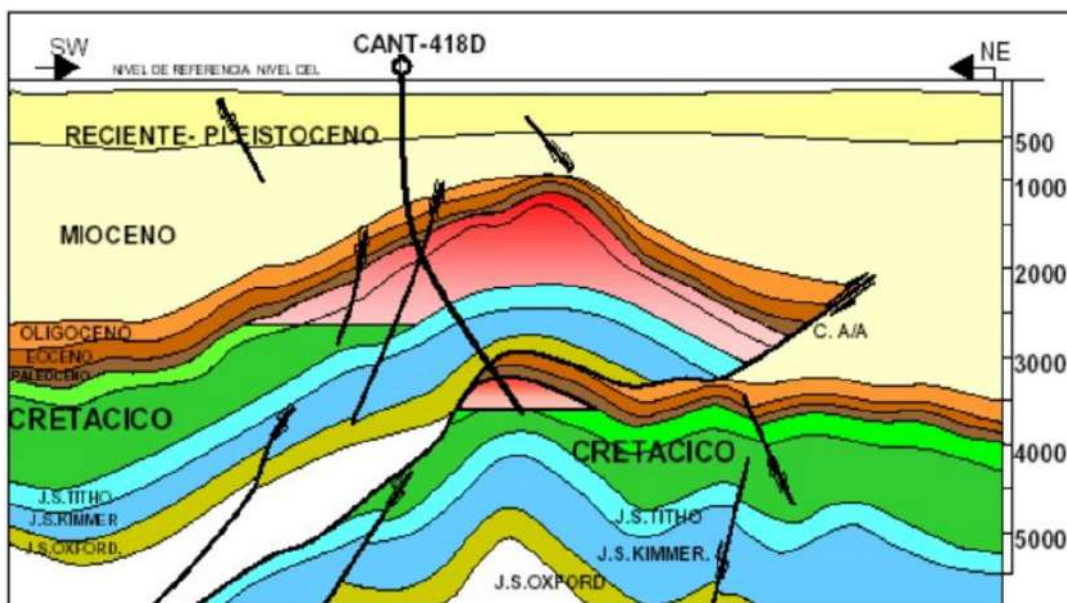 CANT-418D
SW
NE
NIVEL DE REFERENCIA NIVEL DEL
RECIENTE- PLEISTOCENO
500
1000
MIOCENO
2000
OLIGOCENO
C. A/A
EOCENO
3000
PALEOCENO
CRETACICO
CRETACICO
4000
J.S.TITHO
J.S.TITHO
J.S.KIMMER
J.S.KIMMER.
5000
J.S.OXFORD.
J.S.OXFORD